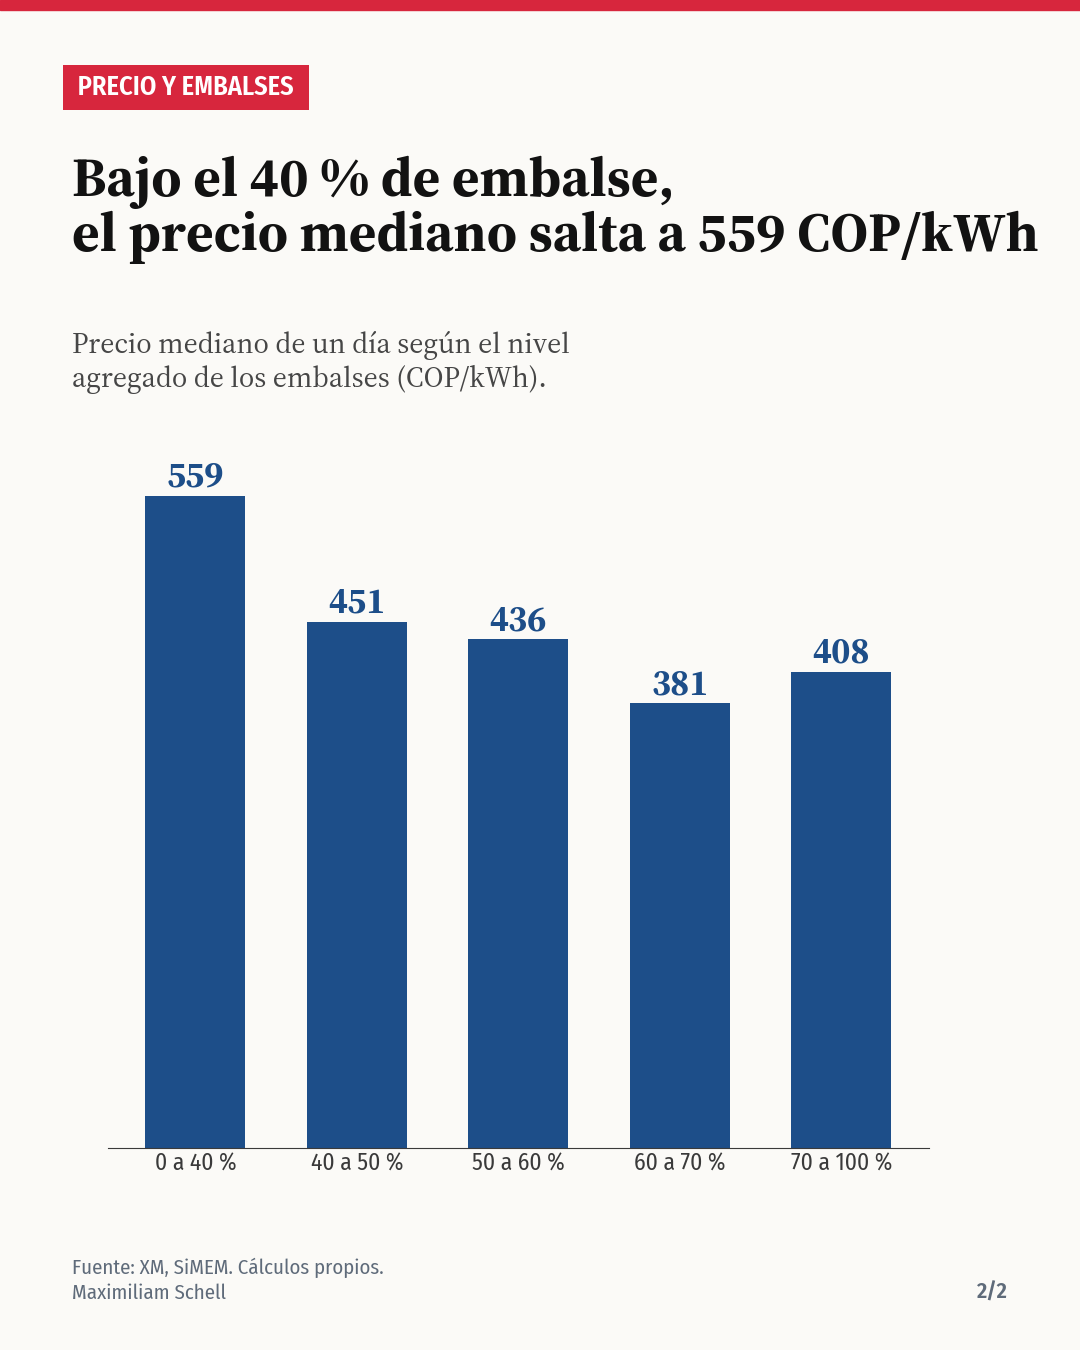 PRECIO Y EMBALSES
Bajo el 40 % de embalse,
el precio mediano salta a 559 COP/kWh
Precio mediano de un día según el nivel
agregado de los embalses (COP/kWh).
559
451
436
381
408
0 a 40 %
40 a 50 %
50 a 60 %
60 a 70 %
70 a 100 %
Fuente: XM, SiMEM. Cálculos propios.
Maximiliam Schell
2/2